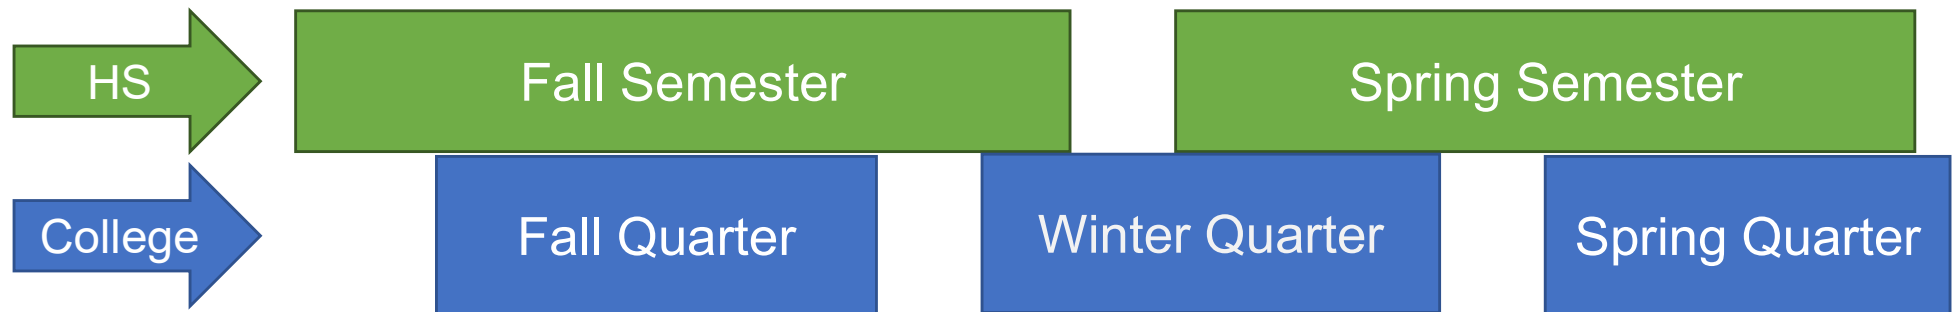 HS
Fall Semester
Spring Semester
College
Fall Quarter
Winter Quarter
Spring Quarter